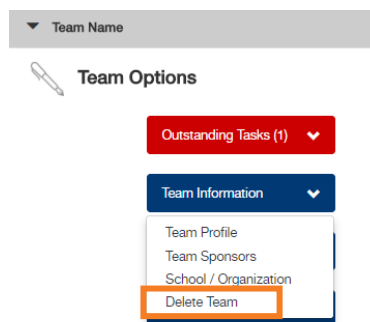 Team Name
Team Options
Outstanding Tasks (1)
Team Information
Team Profile
Team Sponsors
School / Organization
Delete Team